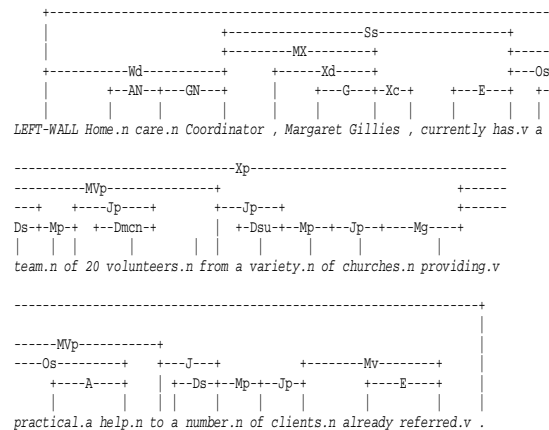 Ss
MX
Wd Xd Os
AN GN G Xc E
LEFT-WALL Home.n care.n Coordinator , Margaret Gillies , currently has.v a
Xp
MVp
Jp Jp
Ds Mp Dmcn Dsu Mp Jp Mg
team.n of 20 volunteers.n from a variety.n of churches.n providing.v
MVp
Os J Mv
A Ds Mp Jp E
practical.a help.n to a number.n of clients.n already referred.v .